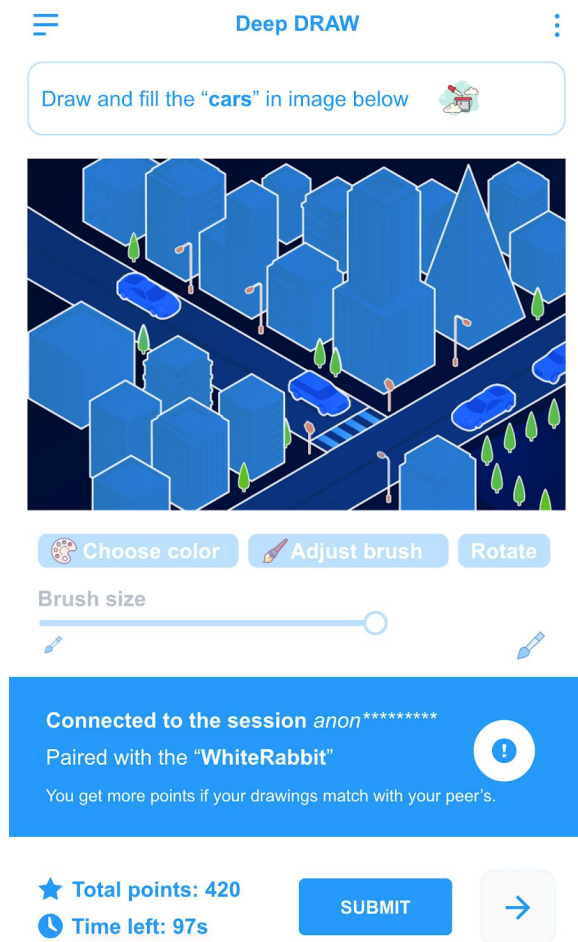 Deep DRAW
Draw and fill the “cars” in image below
Choose color
Adjust brush
Rotate
Brush size
Connected to the session anon*********
Paired with the “WhiteRabbit”
You get more points if your drawings match with your peer’s.
Total points: 420
Time left: 97s
SUBMIT